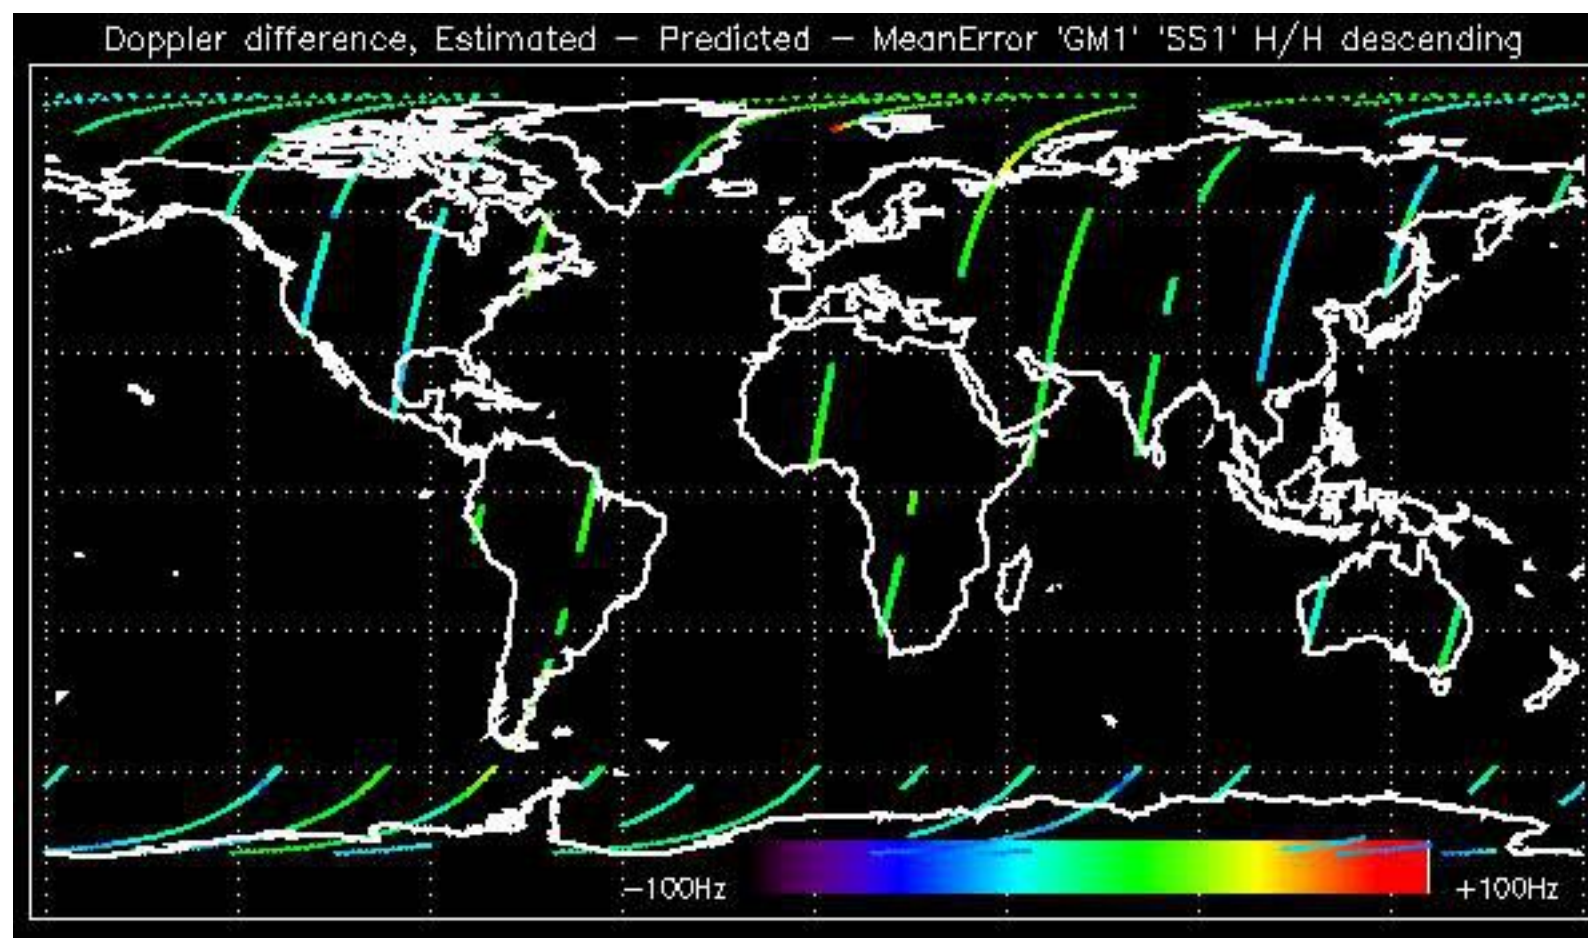 Doppler difference, Estimated – Predicted – MeanError 'GM1' 'SS1' H/H descending
–100Hz +100Hz